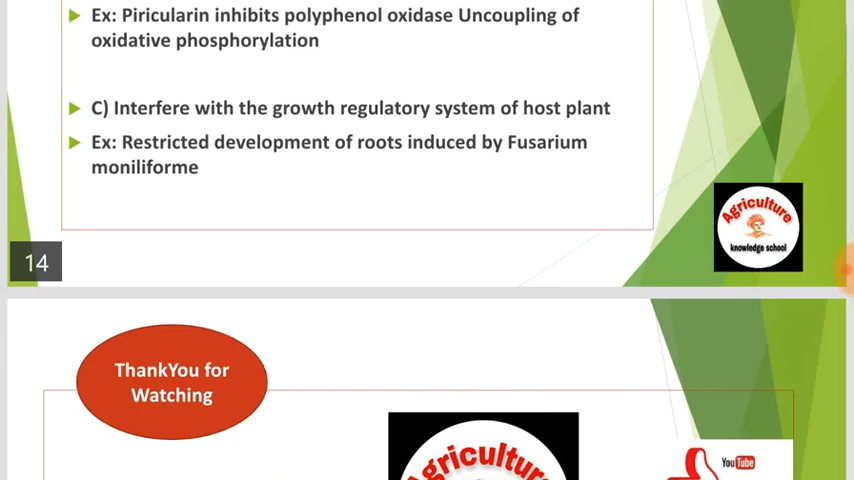 Ex: Piricularin inhibits polyphenol oxidase Uncoupling of
oxidative phosphorylation
C) Interfere with the growth regulatory system of host plant
Ex: Restricted development of roots induced by Fusarium
moniliforme
Agriculture
knowledge school
14
ThankYou for
Watching
Agriculture
YouTube